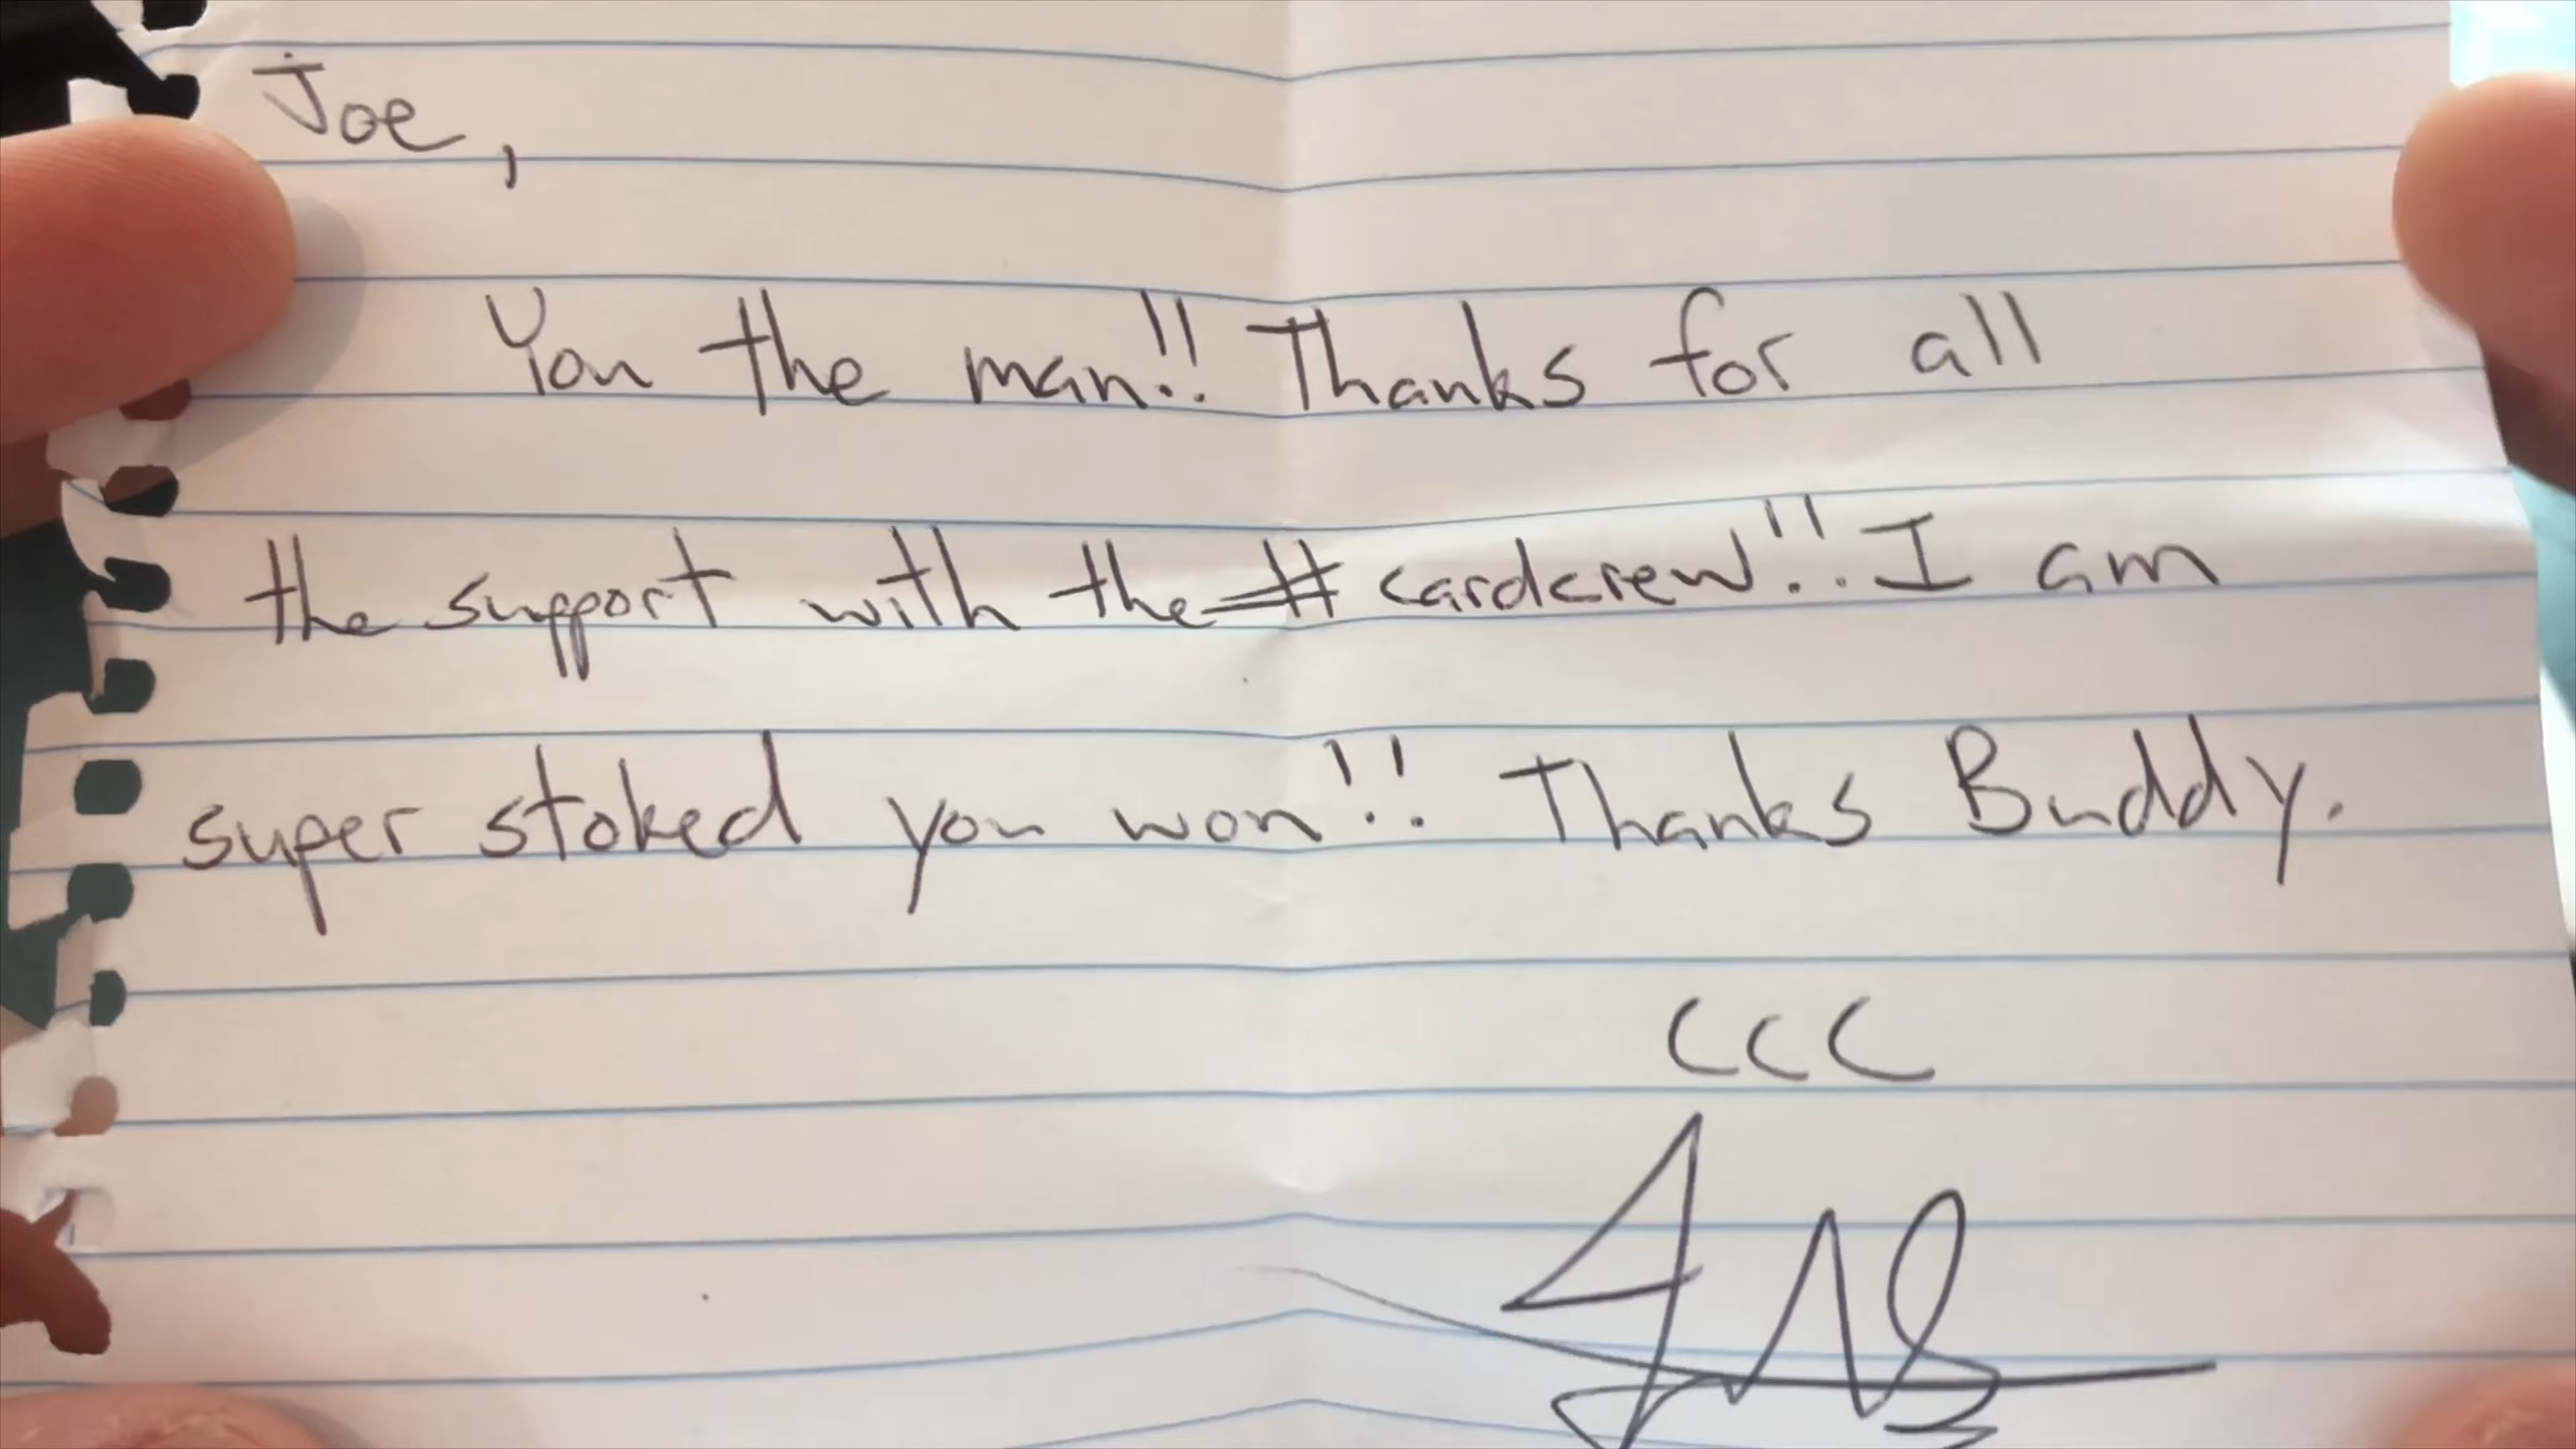 Joe,
You the man!! Thanks for all
the support with the #cardcrew!! I am
super stoked you won!! Thanks Buddy.
CCC